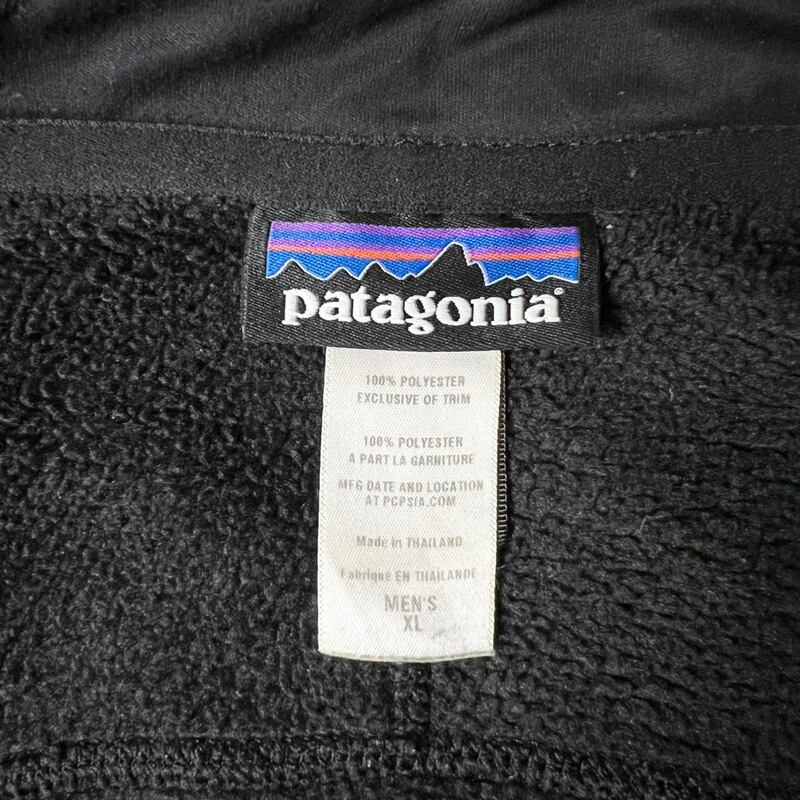 patagonia®
100% POLYESTER
EXCLUSIVE OF TRIM
100% POLYESTER
A PART LA GARNITURE
MFG DATE AND LOCATION
AT PCPSIA.COM
Made in THAILAND
Fabriqué EN THAÏLANDE
MEN'S
XL